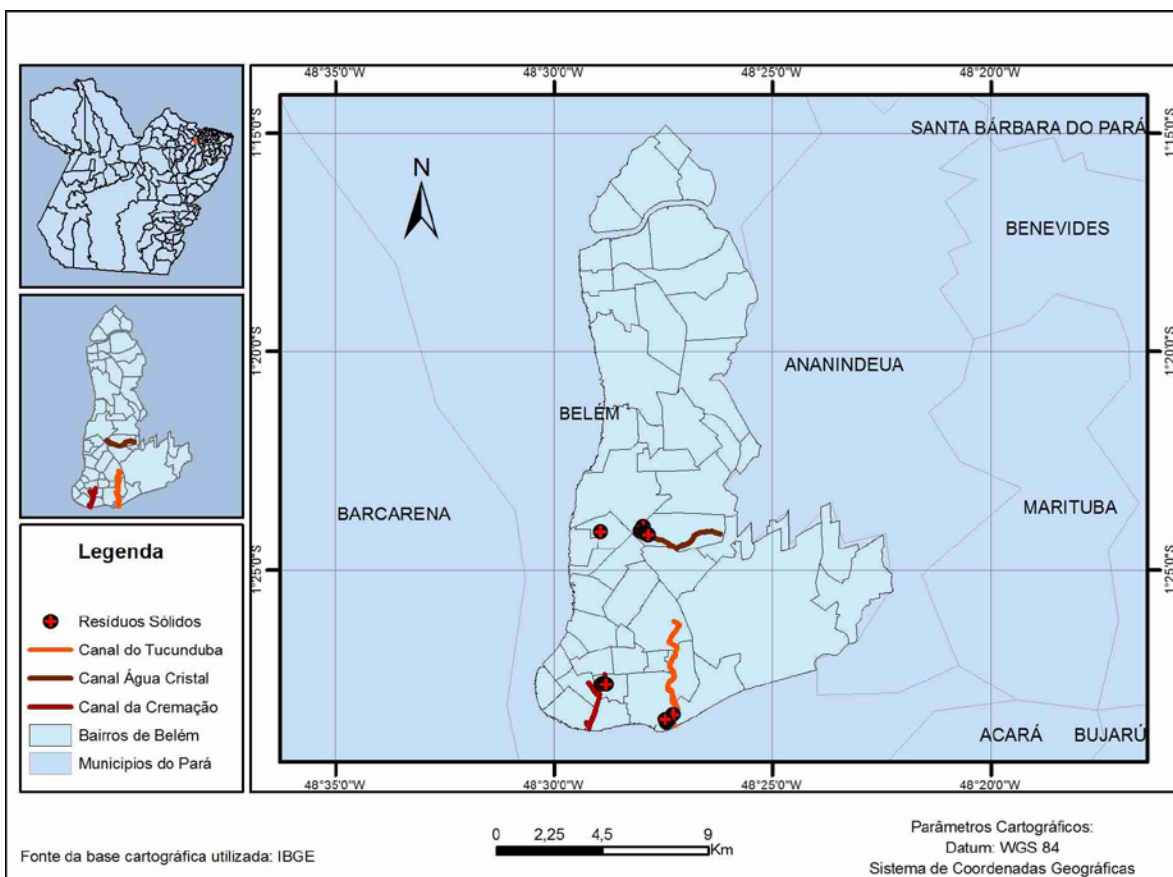 48°35'0"W 48°30'0"W 48°25'0"W 48°20'0"W
1°15'0"S 1°15'0"S
SANTA BÁRBARA DO PARÁ
N
BENEVIDES
1°20'0"S 1°20'0"S
ANANINDEUA
BELÉM
BARCARENA
MARITUBA
1°25'0"S 1°25'0"S
ACARÁ BUJARÚ
48°35'0"W 48°30'0"W 48°25'0"W 48°20'0"W
Legenda
Resíduos Sólidos
Canal do Tucunduba
Canal Água Cristal
Canal da Cremação
Bairros de Belém
Municipios do Pará
Fonte da base cartográfica utilizada: IBGE
0 2,25 4,5 9
Km
Parâmetros Cartográficos:
Datum: WGS 84
Sistema de Coordenadas Geográficas